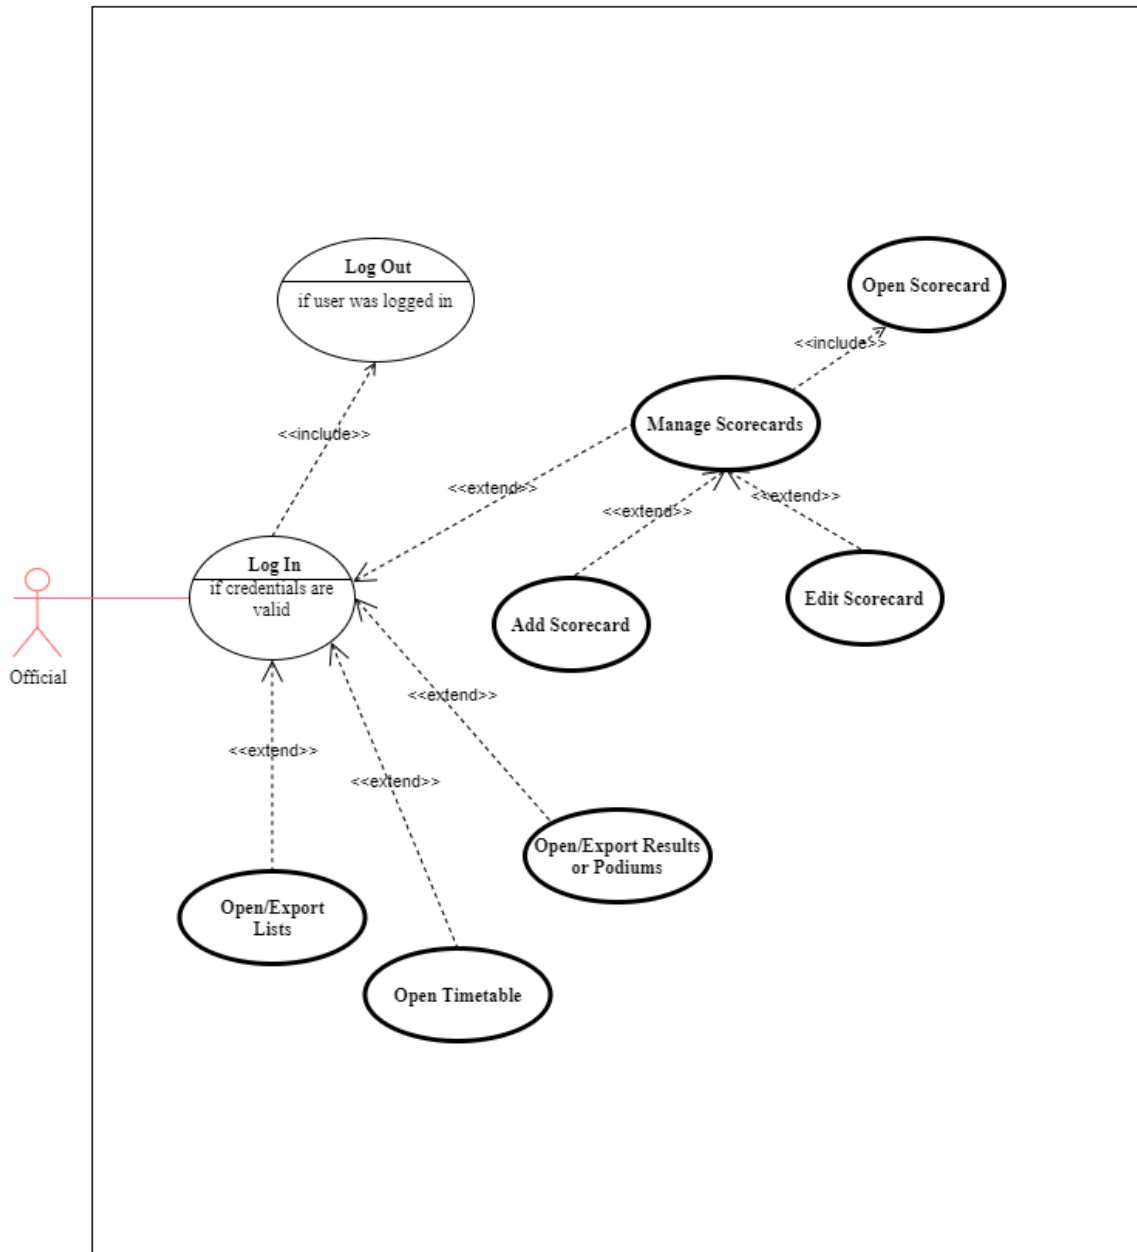 Log Out
if user was logged in
Open Scorecard
<<include>>
Manage Scorecards
<<include>>
<<extend>>
<<extend>>
<<extend>>
Log In
if credentials are
valid
Add Scorecard
Edit Scorecard
Official
<<extend>>
<<extend>>
<<extend>>
Open/Export Results
or Podiums
Open/Export
Lists
Open Timetable